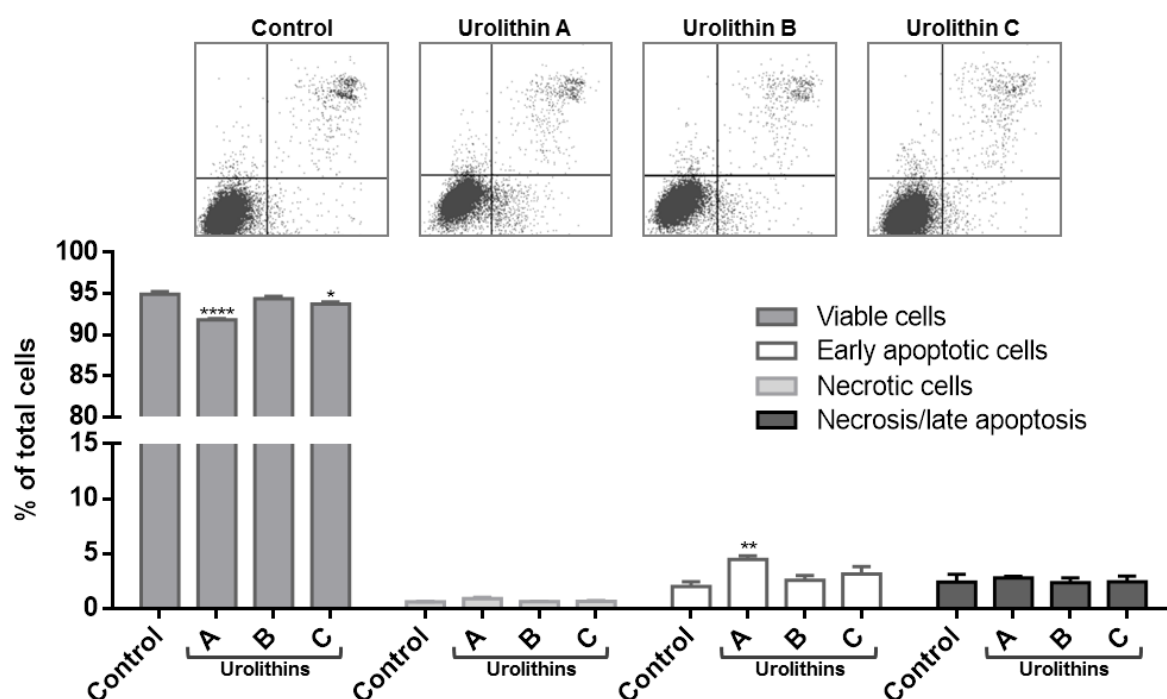 Control Urolithin A Urolithin B Urolithin C
100
95
90
85
80
15
10
5
0
% of total cells
**** *
**
Viable cells
Early apoptotic cells
Necrotic cells
Necrosis/late apoptosis
Control A B C Control A B C Control A B C Control A B C
Urolithins Urolithins Urolithins Urolithins